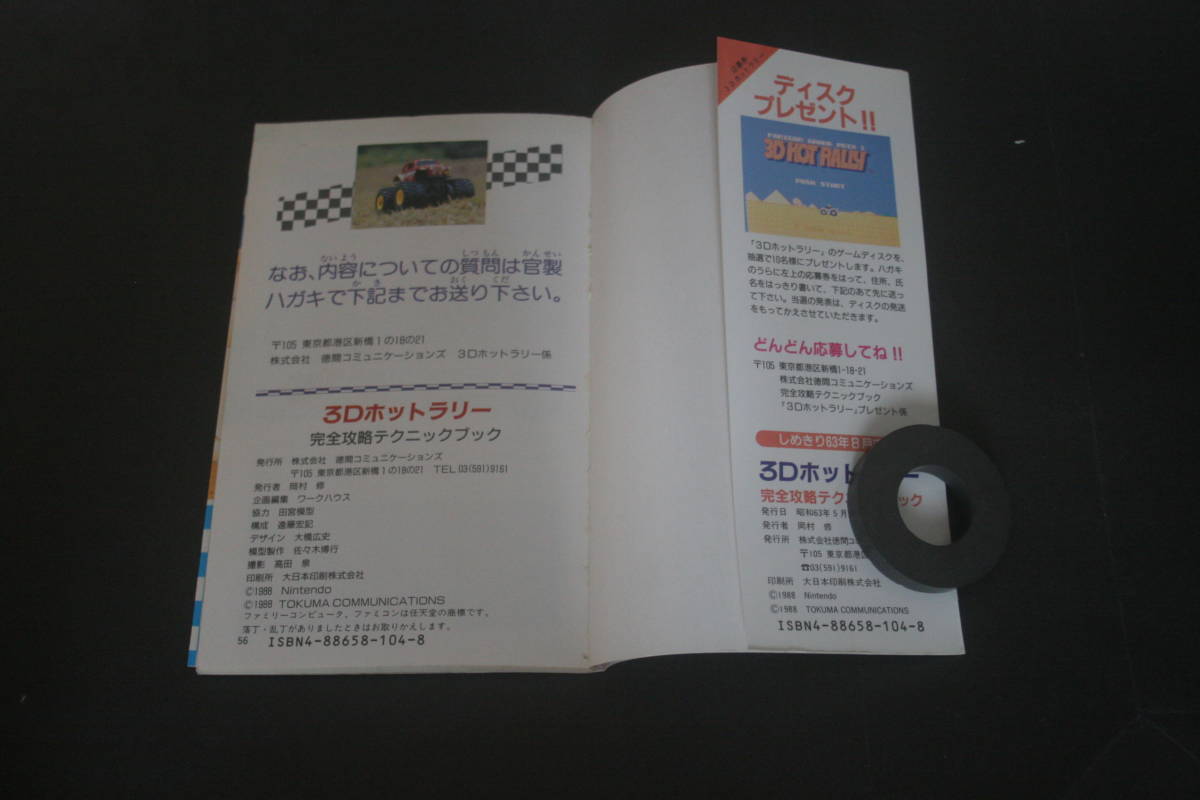 なお、内容についての質問は官製
ハガキで下記までお送り下さい。
〒105 東京都港区新橋1の18の21
株式会社 徳間コミュニケーションズ 3Dホットラリー係
3Dホットラリー
完全攻略テクニックブック
発行所 株式会社 徳間コミュニケーションズ
〒105 東京都港区新橋1の18の21 TEL.03(591)9161
発行者 岡村 修
企画編集 ワークハウス
協力 田宮模型
構成 遠藤宏記
デザイン 大橋広史
模型製作 佐々木博行
撮影 高田 泉
印刷所 大日本印刷株式会社
©1988 Nintendo
©1988 TOKUMA COMMUNICATIONS
ファミリーコンピュータ、ファミコンは任天堂の商標です。
落丁・乱丁がありましたときはお取りかえします。
56 ISBN4-88658-104-8
応募券
3Dホットラリー
ディスク
プレゼント!!
3D HOT RALLY
PUSH START
「3Dホットラリー」のゲームディスクを、
抽選で10名様にプレゼントします。ハガキ
のうらに左上の応募券をはって、住所、氏
名をはっきり書いて、下記のあて先に送っ
て下さい。当選の発表は、ディスクの発送
をもってかえさせていただきます。
どんどん応募してね!!
〒105 東京都港区新橋1-18-21
株式会社徳間コミュニケーションズ
完全攻略テクニックブック
「3Dホットラリー」プレゼント係
しめきり63年8月
3Dホッ ー
完全攻略テク ック
発行日 昭和63年5月
発行者 岡村 修
発行所 株式会社徳間コ
〒105 東京都港
☎03(591)9161
印刷所 大日本印刷株式会社
©1988 Nintendo
©1988 TOKUMA COMMUNICATIONS
ISBN4-88658-104-8